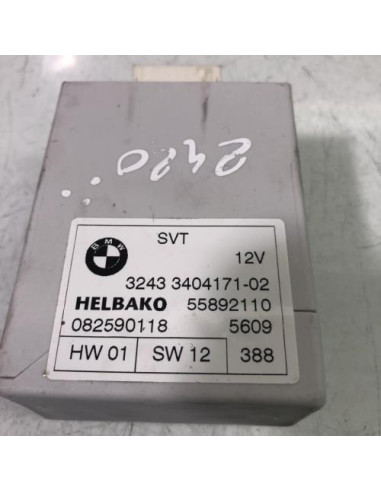 2420
BMW
SVT
12V
3243 3404171-02
HELBAKO 55892110
082590118 5609
HW 01 SW 12 388